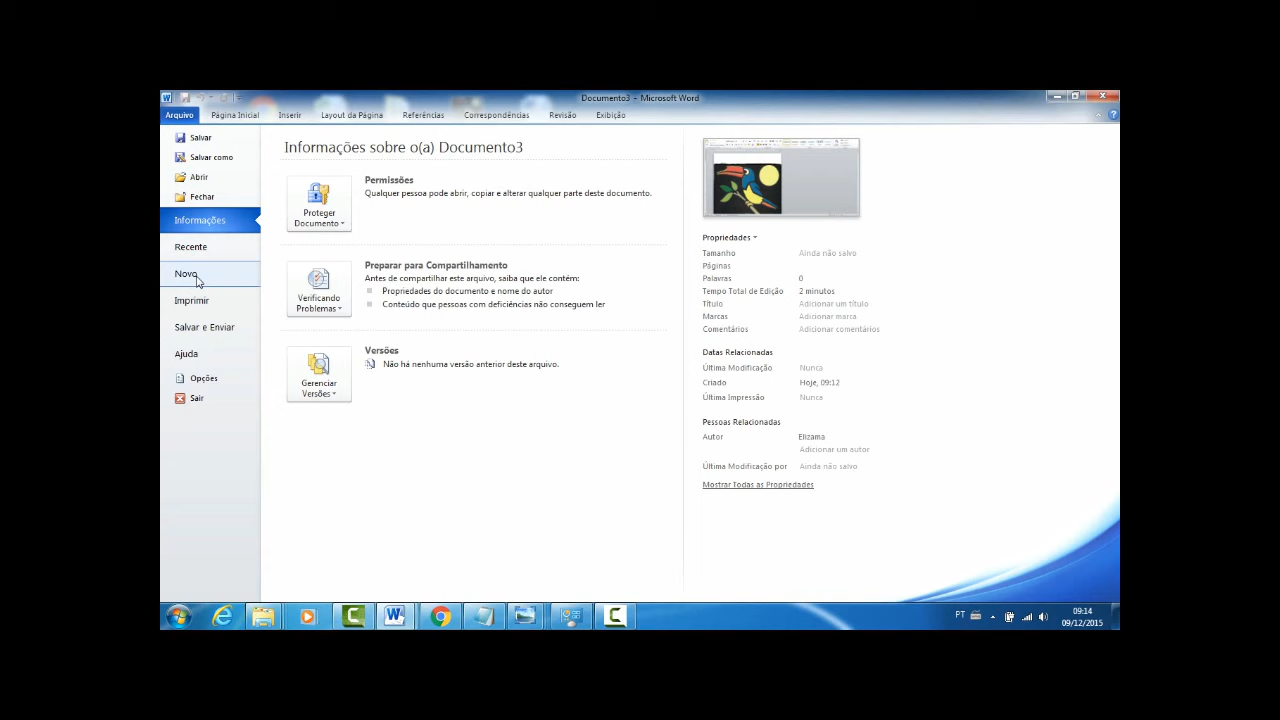 Documento3 - Microsoft Word
Arquivo Página Inicial Inserir Layout da Página Referências Correspondências Revisão Exibição
Salvar
Salvar como
Abrir
Fechar
Informações
Recente
Novo
Imprimir
Salvar e Enviar
Ajuda
Opções
Sair
Informações sobre o(a) Documento3
Proteger
Documento
Permissões
Qualquer pessoa pode abrir, copiar e alterar qualquer parte deste documento.
Verificando
Problemas
Preparar para Compartilhamento
Antes de compartilhar este arquivo, saiba que ele contém:
Propriedades do documento e nome do autor
Conteúdo que pessoas com deficiências não conseguem ler
Gerenciar
Versões
Versões
Não há nenhuma versão anterior deste arquivo.
Propriedades
Tamanho Ainda não salvo
Páginas
Palavras 0
Tempo Total de Edição 2 minutos
Título Adicionar um título
Marcas Adicionar marca
Comentários Adicionar comentários
Datas Relacionadas
Última Modificação Nunca
Criado Hoje, 09:12
Última Impressão Nunca
Pessoas Relacionadas
Autor Elizama
Adicionar um autor
Última Modificação por Ainda não salvo
Mostrar Todas as Propriedades
PT
09:14
09/12/2015